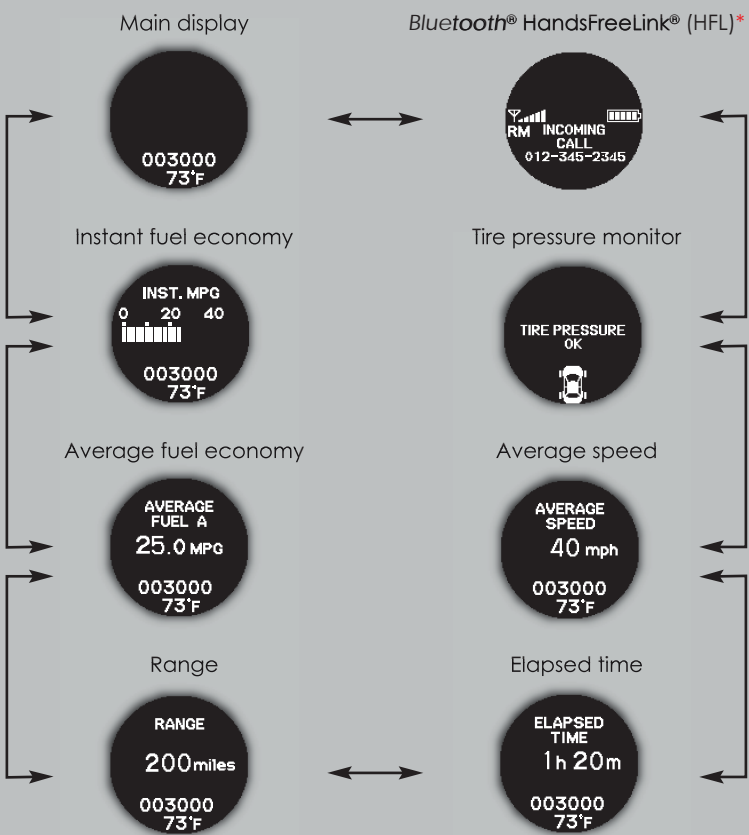 Main display
003000
73°F
Bluetooth® HandsFreeLink® (HFL)*
RM INCOMING
CALL
012-345-2345
Instant fuel economy
INST. MPG
0 20 40
003000
73°F
Tire pressure monitor
TIRE PRESSURE
OK
Average fuel economy
AVERAGE
FUEL A
25.0 MPG
003000
73°F
Average speed
AVERAGE
SPEED
40 mph
003000
73°F
Range
RANGE
200 miles
003000
73°F
Elapsed time
ELAPSED
TIME
1h 20m
003000
73°F